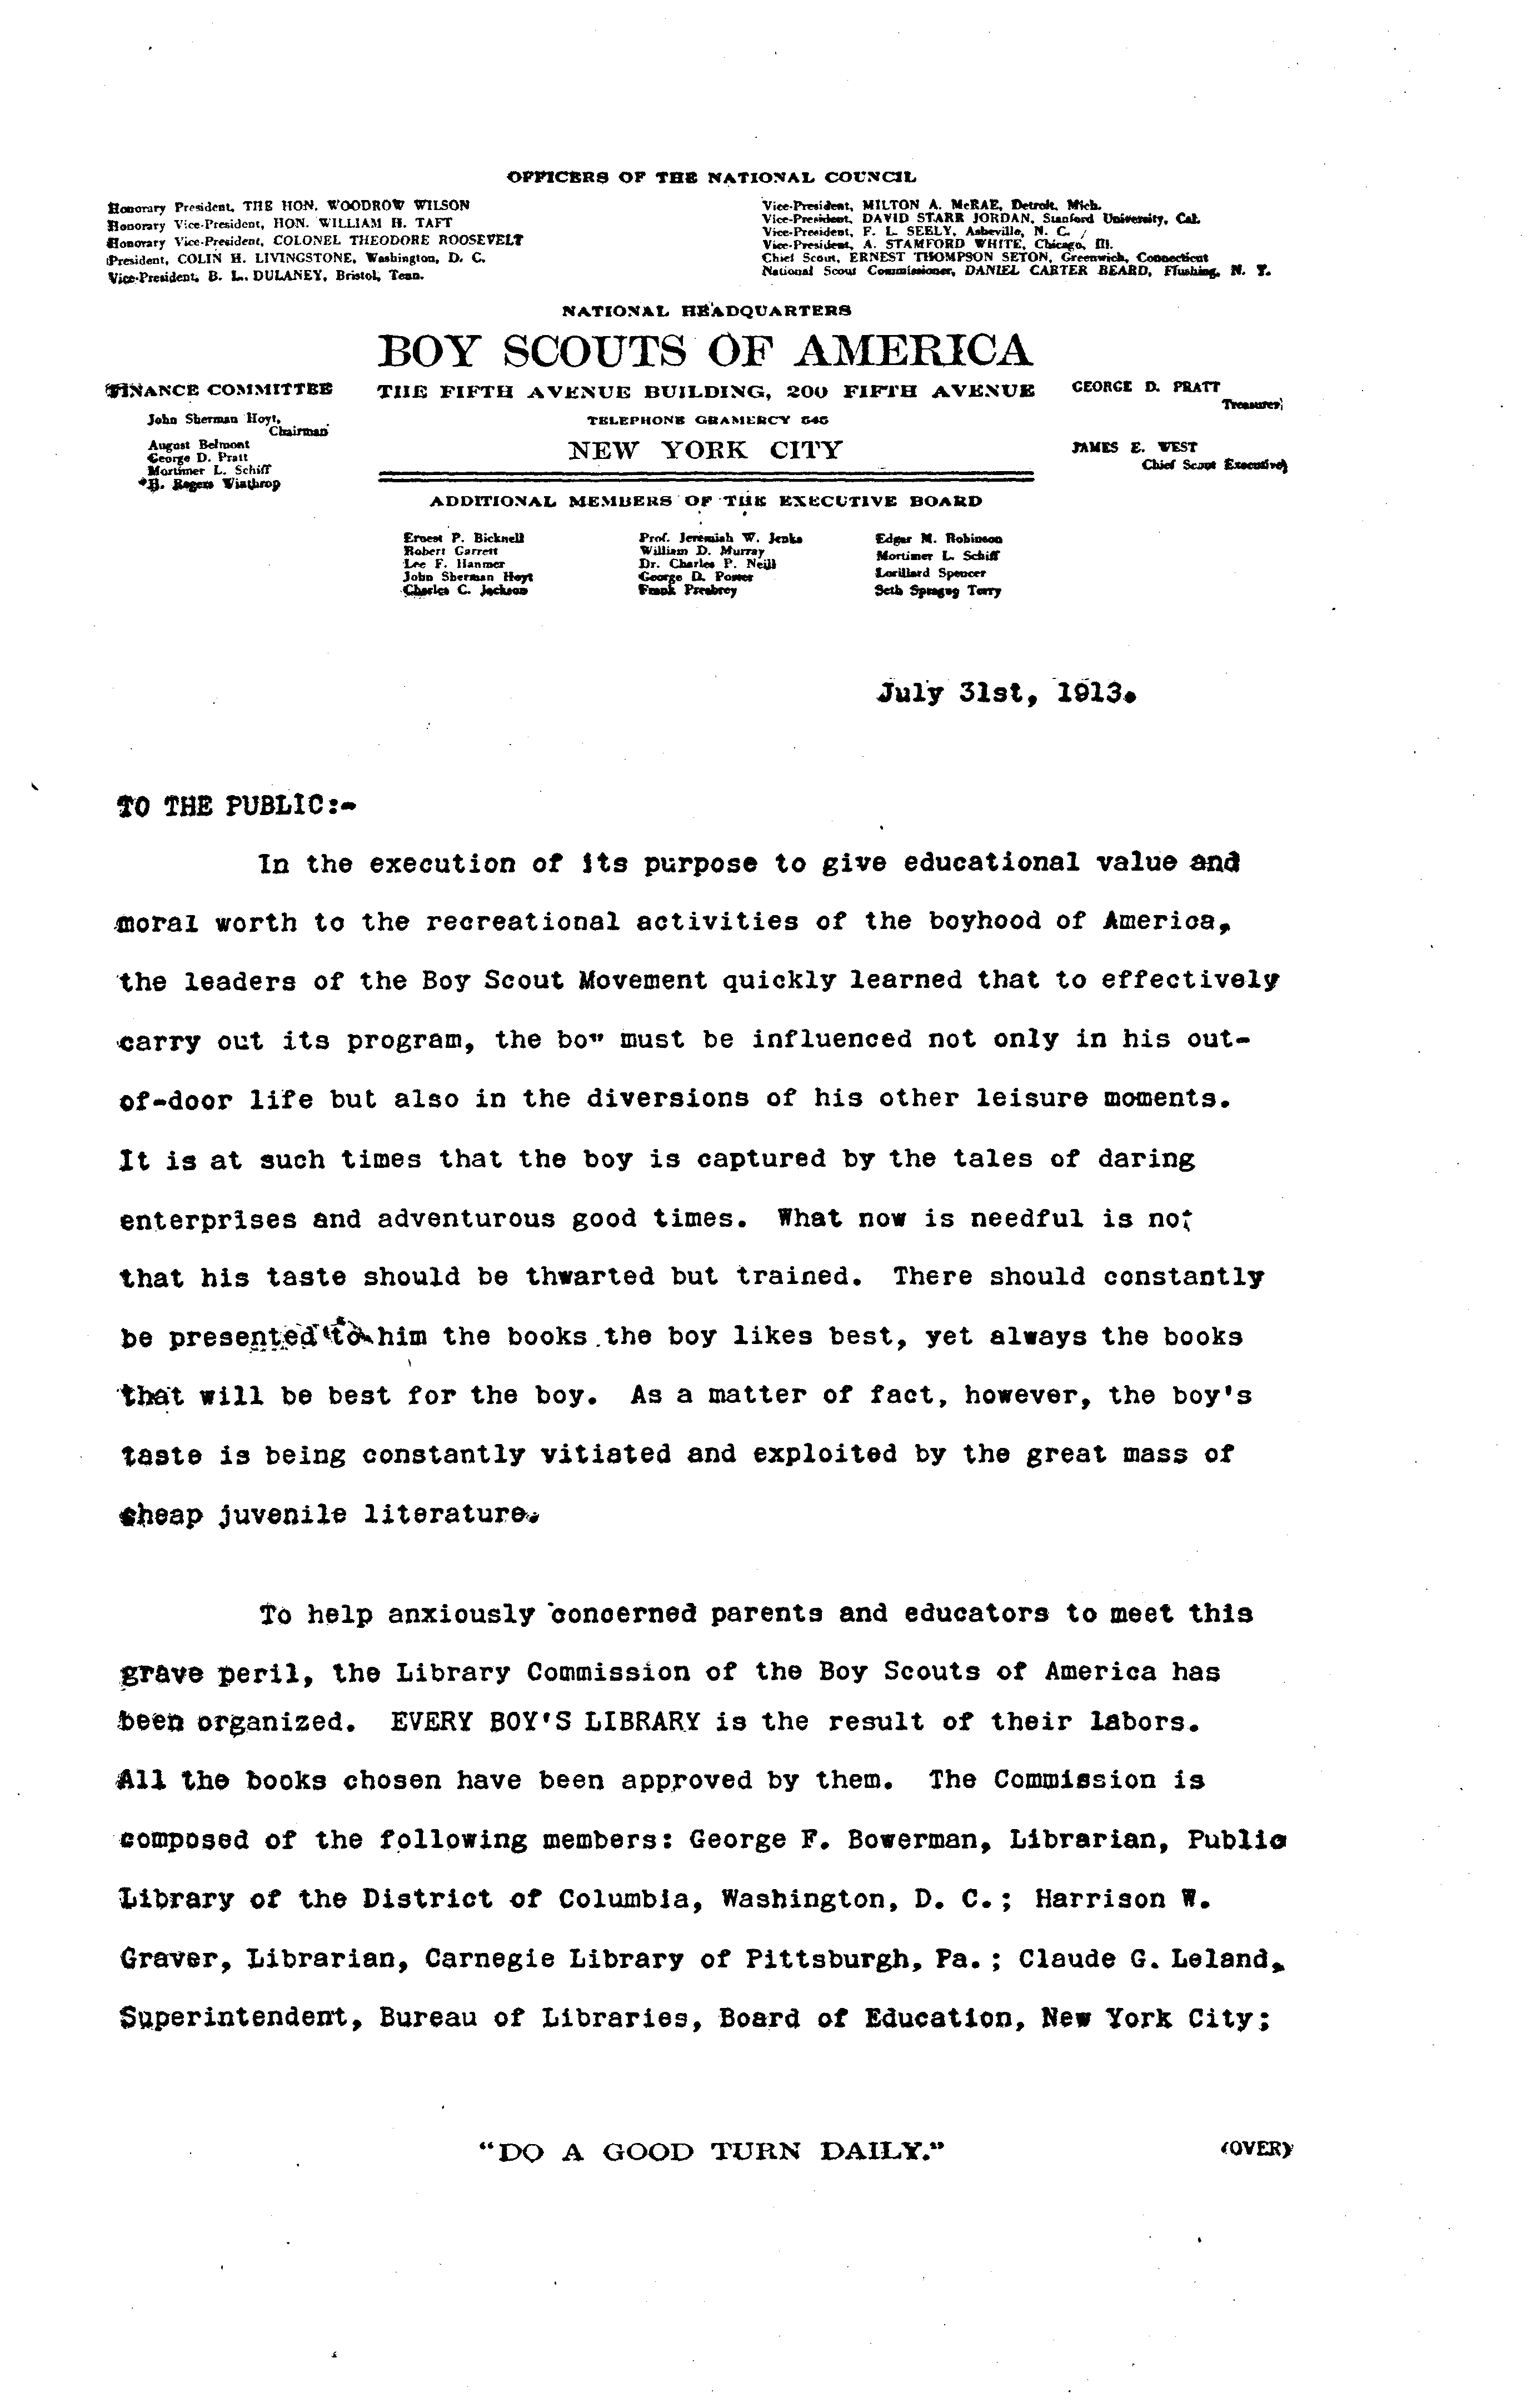 OFFICERS OF THE NATIONAL COUNCIL
Honorary President, THE HON. WOODROW WILSON
Honorary Vice-President, HON. WILLIAM H. TAFT
Honorary Vice-President, COLONEL THEODORE ROOSEVELT
President, COLIN H. LIVINGSTONE, Washington, D. C.
Vice-President, B. L. DULANEY, Bristol, Tenn.
Vice-President, MILTON A. McRAE, Detroit, Mich.
Vice-President, DAVID STARR JORDAN, Stanford University, Cal.
Vice-President, F. L. SEELY, Asheville, N. C.
Vice-President, A. STAMFORD WHITE, Chicago, Ill.
Chief Scout, ERNEST THOMPSON SETON, Greenwich, Connecticut
National Scout Commissioner, DANIEL CARTER BEARD, Flushing, N. Y.
NATIONAL HEADQUARTERS
BOY SCOUTS OF AMERICA
THE FIFTH AVENUE BUILDING, 200 FIFTH AVENUE
TELEPHONE GRAMERCY 546
NEW YORK CITY
FINANCE COMMITTEE
John Sherman Hoyt,
Chairman
August Belmont
George D. Pratt
Mortimer L. Schiff
B. Rogers Winthrop
GEORGE D. PRATT
Treasurer
JAMES E. WEST
Chief Scout Executive
ADDITIONAL MEMBERS OF THE EXECUTIVE BOARD
Ernest P. Bicknell
Robert Garrett
Lee F. Hanmer
John Sherman Hoyt
Charles C. Jackson
Prof. Jeremiah W. Jenks
William D. Murray
Dr. Charles P. Neill
George D. Porter
Frank Presbrey
Edgar M. Robinson
Mortimer L. Schiff
Lorillard Spencer
Seth Sprague Terry
July 31st, 1913.
TO THE PUBLIC:-
In the execution of its purpose to give educational value and
moral worth to the recreational activities of the boyhood of America,
the leaders of the Boy Scout Movement quickly learned that to effectively
carry out its program, the boy must be influenced not only in his out-
of-door life but also in the diversions of his other leisure moments.
It is at such times that the boy is captured by the tales of daring
enterprises and adventurous good times. What now is needful is not
that his taste should be thwarted but trained. There should constantly
be presented to him the books the boy likes best, yet always the books
that will be best for the boy. As a matter of fact, however, the boy's
taste is being constantly vitiated and exploited by the great mass of
cheap juvenile literature.
To help anxiously concerned parents and educators to meet this
grave peril, the Library Commission of the Boy Scouts of America has
been organized. EVERY BOY'S LIBRARY is the result of their labors.
All the books chosen have been approved by them. The Commission is
composed of the following members: George F. Bowerman, Librarian, Public
Library of the District of Columbia, Washington, D. C.; Harrison W.
Graver, Librarian, Carnegie Library of Pittsburgh, Pa.; Claude G. Leland,
Superintendent, Bureau of Libraries, Board of Education, New York City;
"DO A GOOD TURN DAILY."
(OVER)